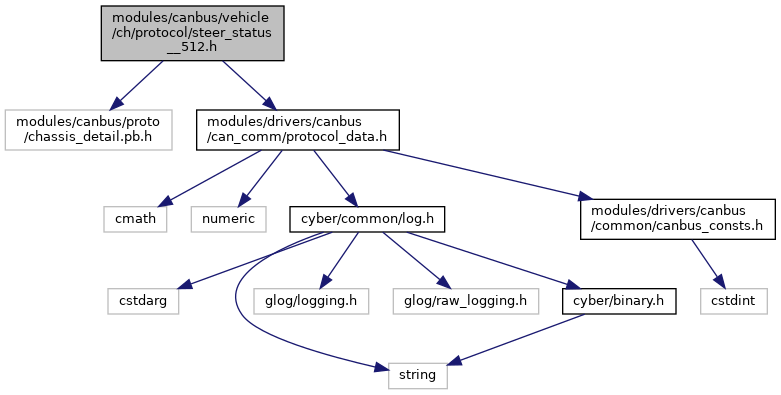 modules/canbus/vehicle
/ch/protocol/steer_status
__512.h
modules/canbus/proto
/chassis_detail.pb.h
modules/drivers/canbus
/can_comm/protocol_data.h
cmath
numeric
cyber/common/log.h
modules/drivers/canbus
/common/canbus_consts.h
cstdarg
glog/logging.h
glog/raw_logging.h
cyber/binary.h
cstdint
string